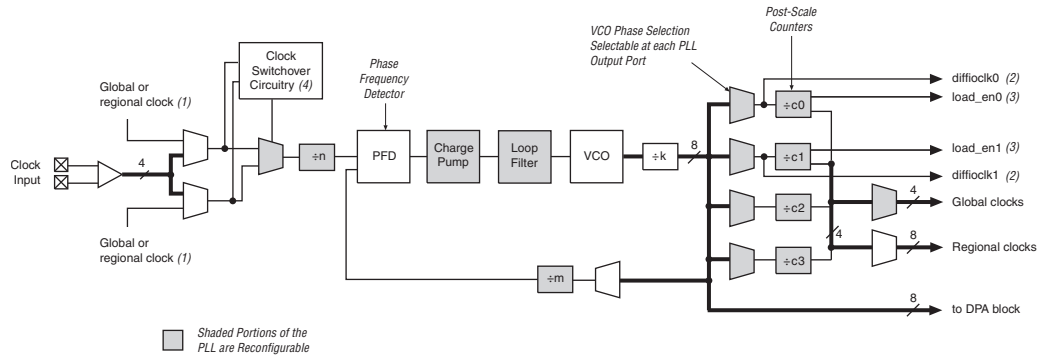 Post-Scale
Counters
VCO Phase Selection
Selectable at each PLL
Output Port
Clock
Switchover
Circuitry (4)
Phase
Frequency
Detector
Global or
regional clock (1)
diffioclk0 (2)
load_en0 (3)
÷c0
4
Clock
Input
÷n
PFD
Charge
Pump
Loop
Filter
VCO
÷k
8
÷c1
load_en1 (3)
diffioclk1 (2)
÷c2
4
Global clocks
4
Global or
regional clock (1)
8
Regional clocks
÷c3
÷m
8
to DPA block
Shaded Portions of the
PLL are Reconfigurable